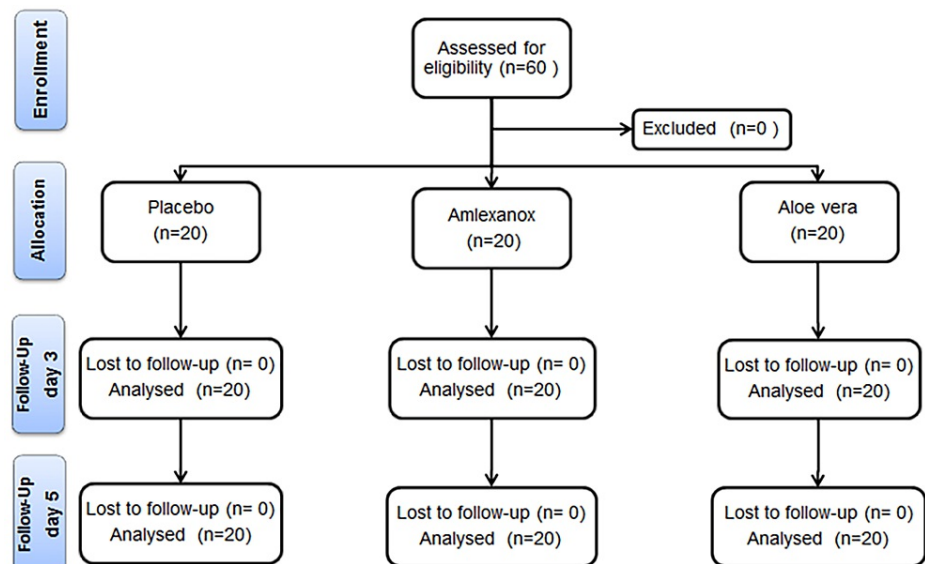 Enrollment
Assessed for
eligibility (n=60 )
Excluded (n=0 )
Allocation
Placebo
(n=20)
Amlexanox
(n=20)
Aloe vera
(n=20)
Follow-Up
day 3
Lost to follow-up (n= 0)
Analysed (n=20)
Lost to follow-up (n= 0)
Analysed (n=20)
Lost to follow-up (n= 0)
Analysed (n=20)
Follow-Up
day 5
Lost to follow-up (n= 0)
Analysed (n=20)
Lost to follow-up (n= 0)
Analysed (n=20)
Lost to follow-up (n= 0)
Analysed (n=20)